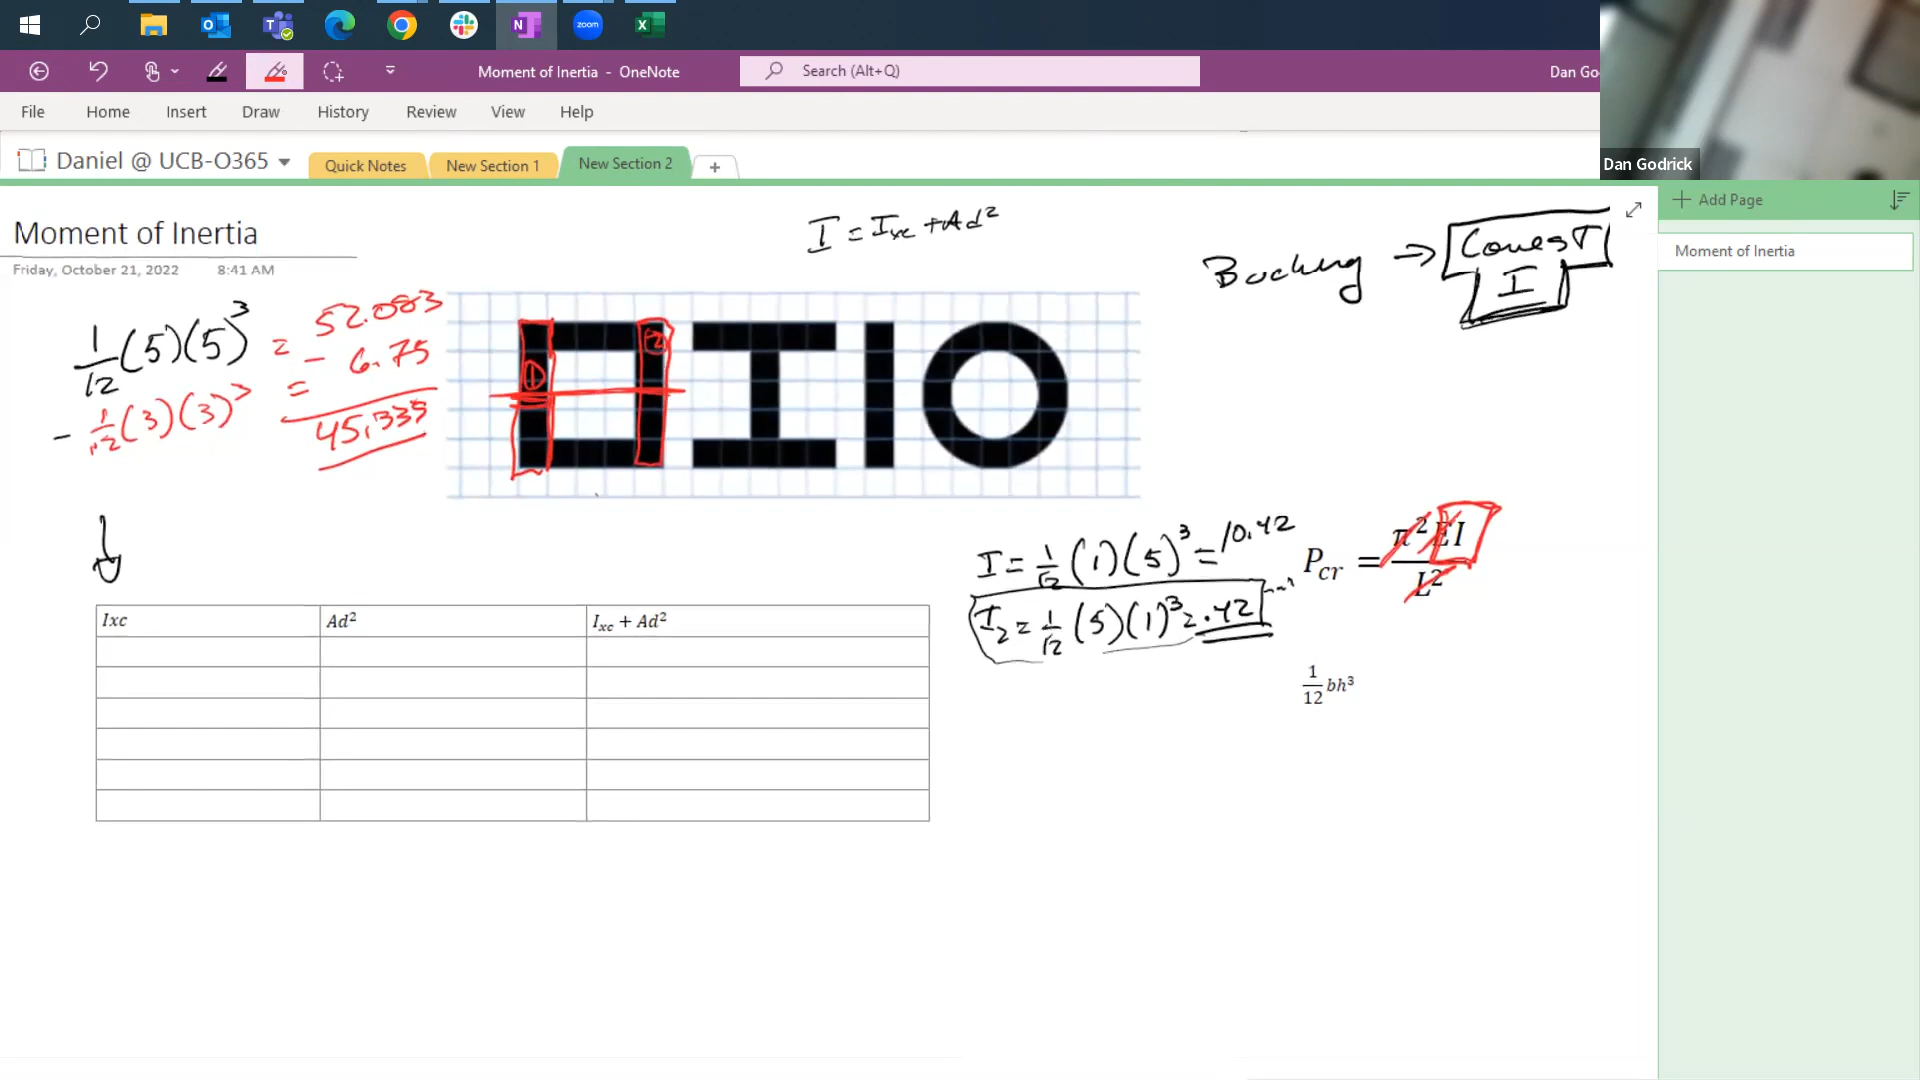 zoom
Moment of Inertia - OneNote
Search (Alt+Q)
Dan Go
File Home Insert Draw History Review View Help
Daniel @ UCB-O365
Quick Notes
New Section 1
New Section 2
Dan Godrick
Add Page
Moment of Inertia
Moment of Inertia
Friday, October 21, 2022 8:41 AM
I = Ixc + Ad²
→ Lowest
I
1/12 (5)(5)³ = 52.083
- 1/12 (3)(3)³ = - 6.75
45.333
①
②
I = 1/12 (1)(5)³ = 10.42
I₂ = 1/12 (5)(1)³ = .42
Pcr = π²EI / L²
1/12 bh³
Ixc Ad² Ixc + Ad²